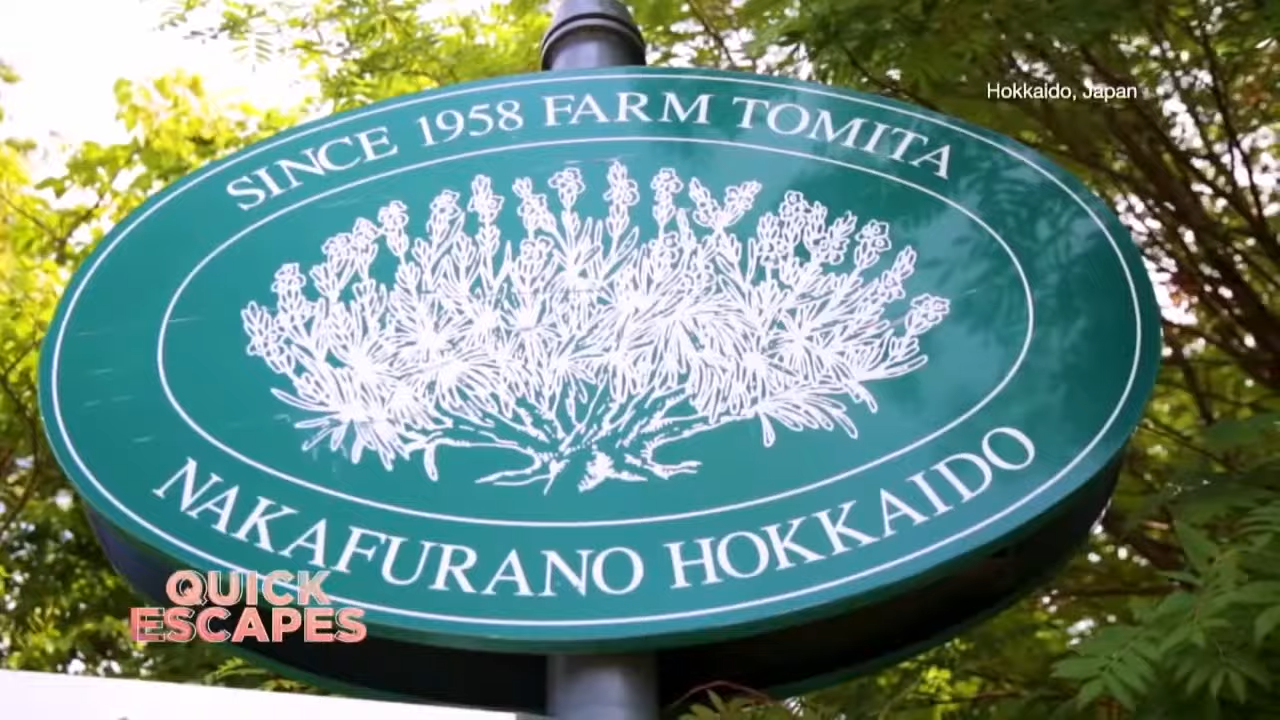 Hokkaido, Japan
SINCE 1958 FARM TOMITA
NAKAFURANO HOKKAIDO
QUICK
ESCAPES